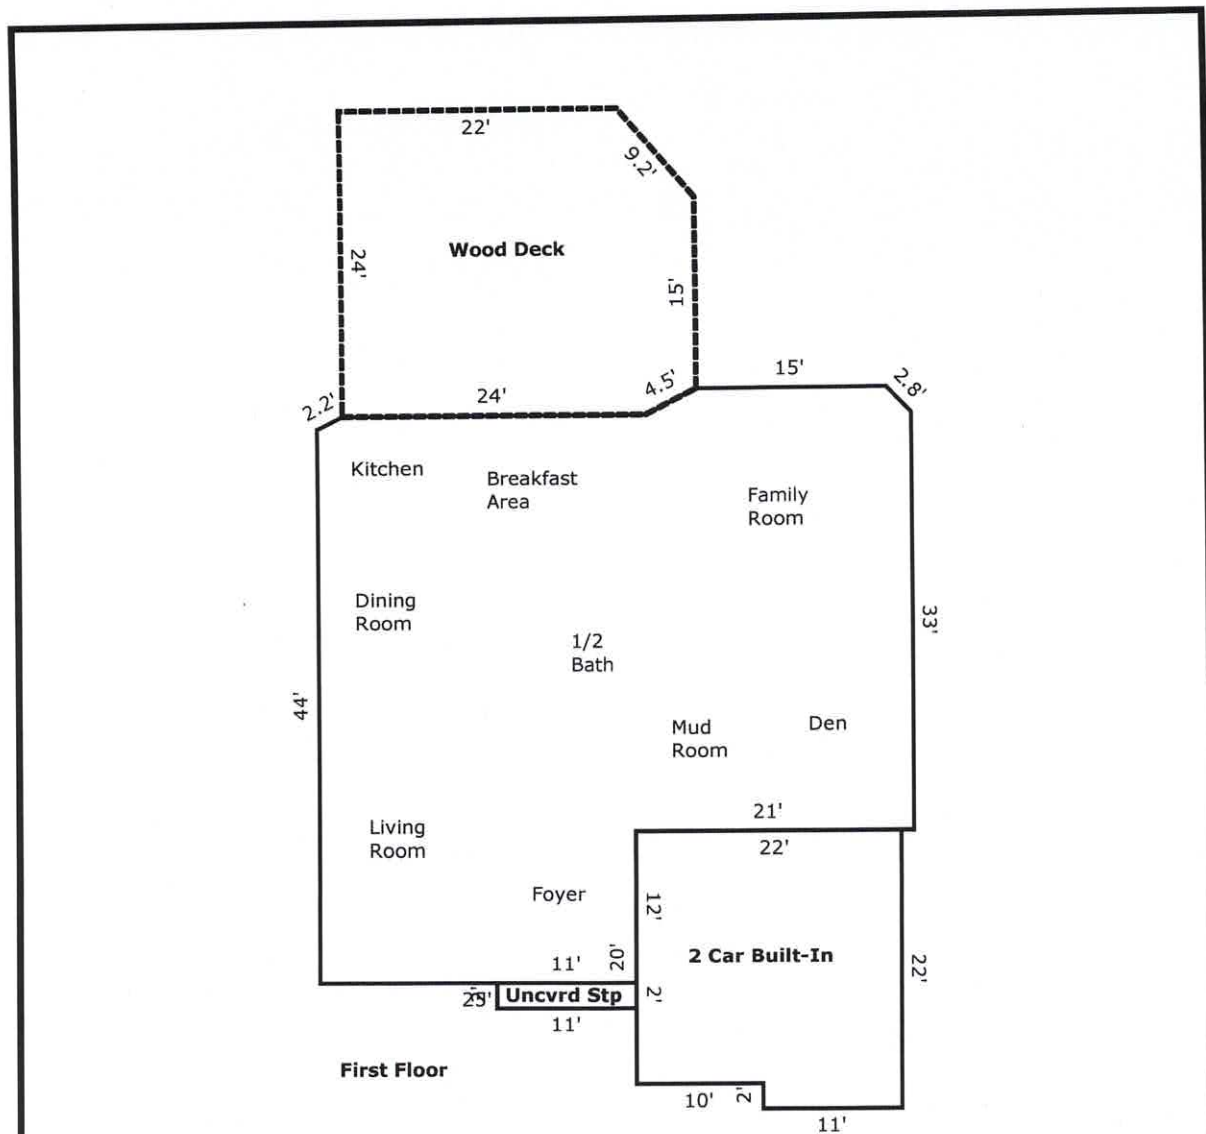 22'
9.2'
Wood Deck
24'
15'
15'
2.8'
4.5'
24'
2.2'
Kitchen
Breakfast
Area
Family
Room
Dining
Room
33'
1/2
Bath
44'
Mud
Room
Den
21'
22'
Living
Room
Foyer
12'
20'
2 Car Built-In
22'
11'
25'
Uncvrd Stp
2'
11'
First Floor
10'
2'
11'